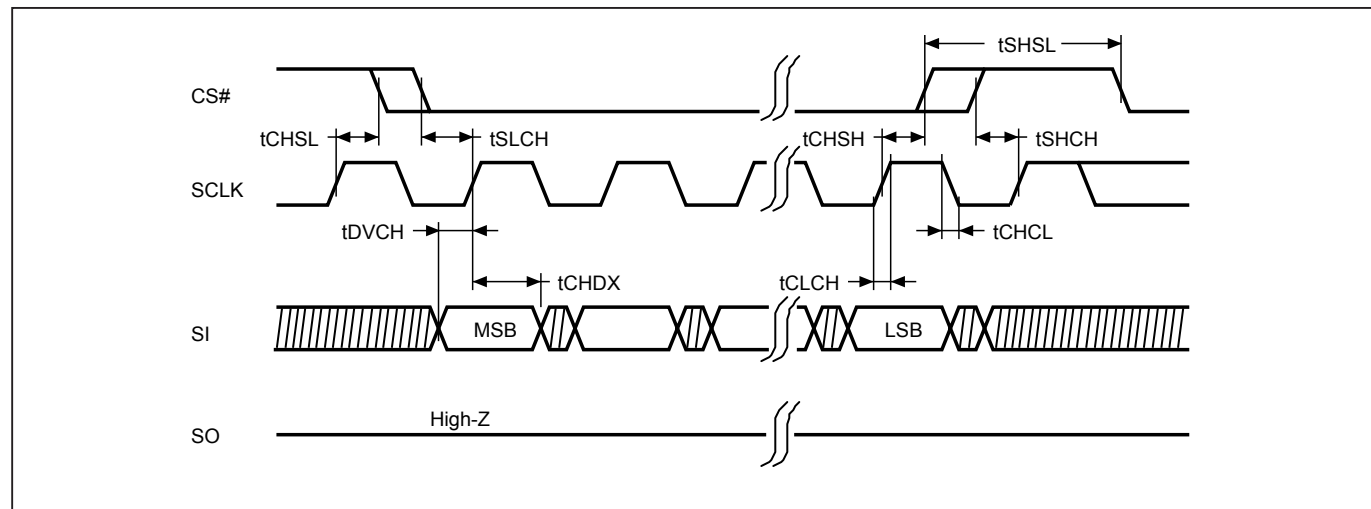 tSHSL
CS#
tCHSL
tSLCH
tCHSH
tSHCH
SCLK
tDVCH
tCHCL
tCHDX
tCLCH
SI
MSB
LSB
High-Z
SO